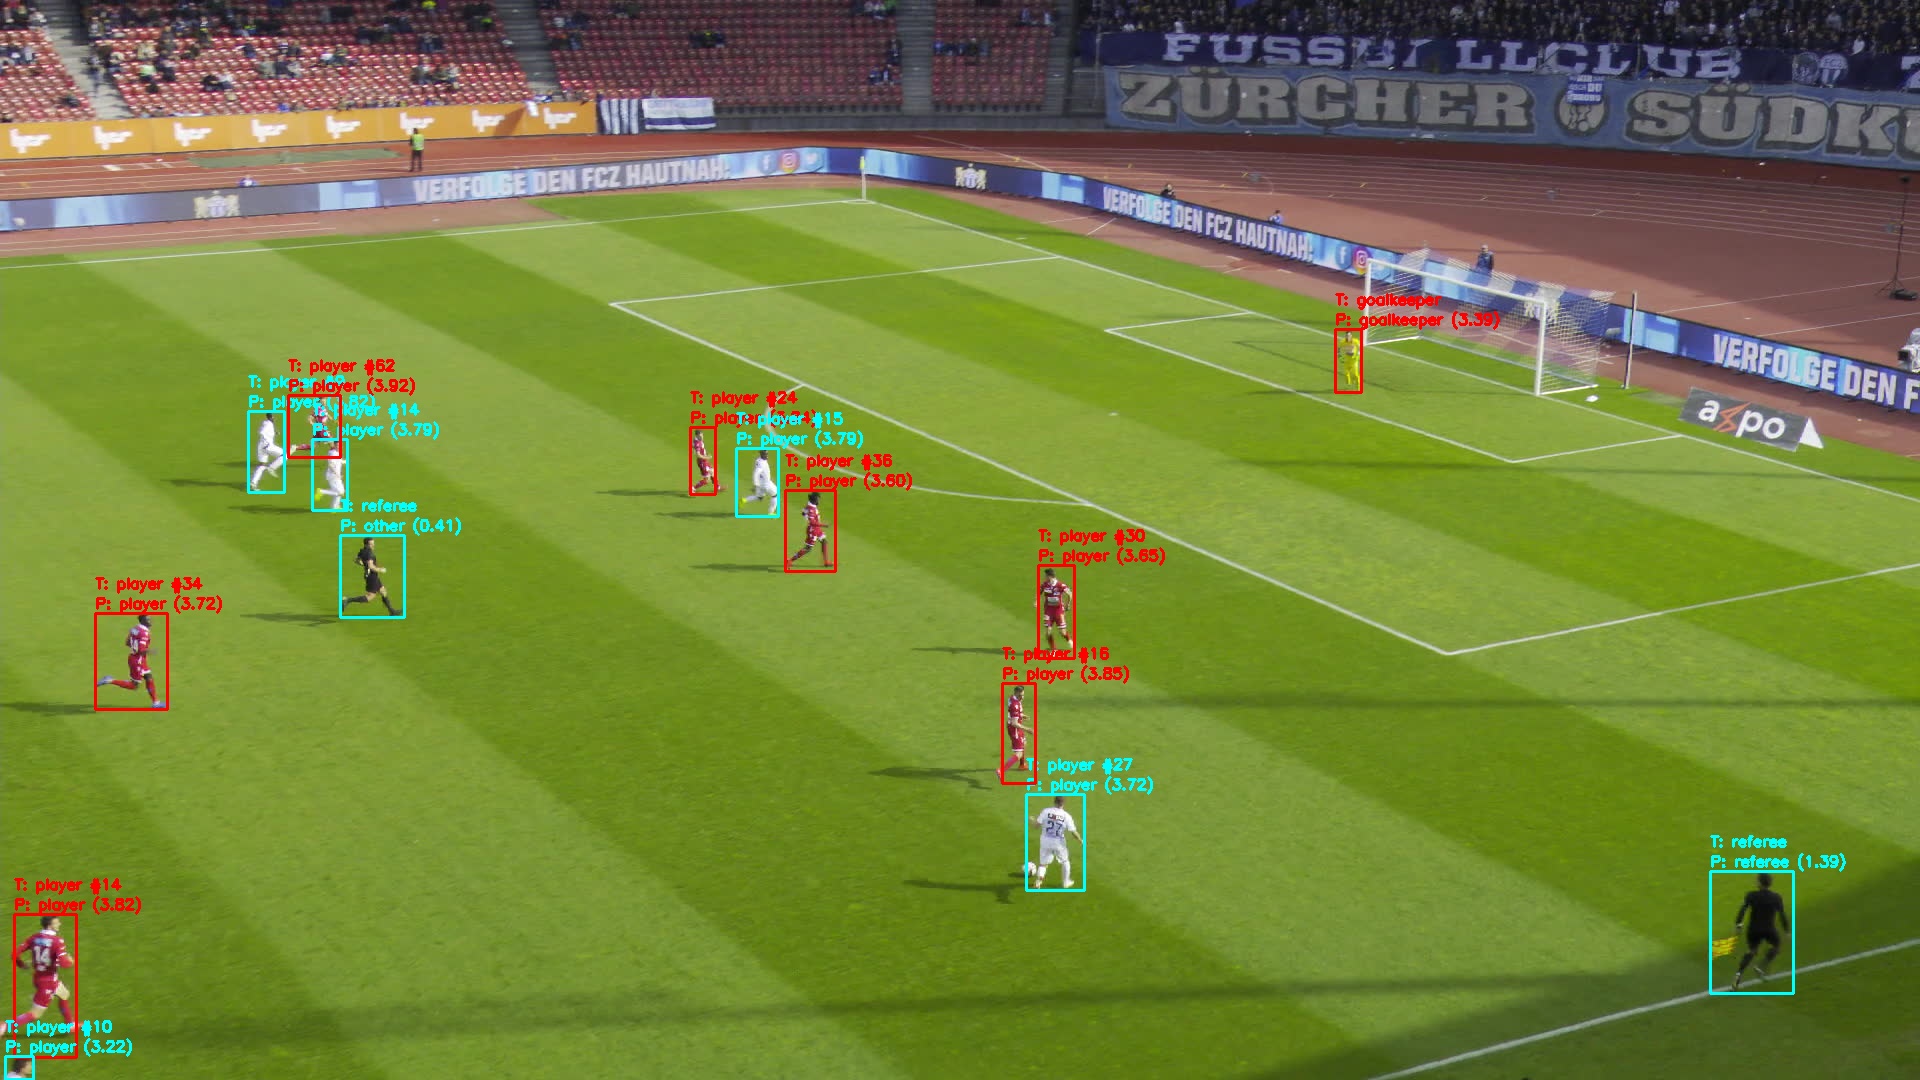 FUSSBALLCLUB
ZÜRCHER SÜDK
VERFOLGE DEN FCZ HAUTNAH:
VERFOLGE DEN FCZ HAUTNAH:
VERFOLGE DEN F
T: goalkeeper
P: goalkeeper (3.39)
T: player #62
P: player (3.92)
T: player #14
P: player (3.79)
T: player #24
T: player #15
P: player (3.79)
T: player #36
P: player (3.60)
aspo
T: referee
P: other (0.41)
T: player #30
P: player (3.65)
T: player #34
P: player (3.72)
T: player #16
P: player (3.85)
T: player #27
P: player (3.72)
27
T: referee
P: referee (1.39)
T: player #14
P: player (3.82)
14
T: player #10
P: player (3.22)